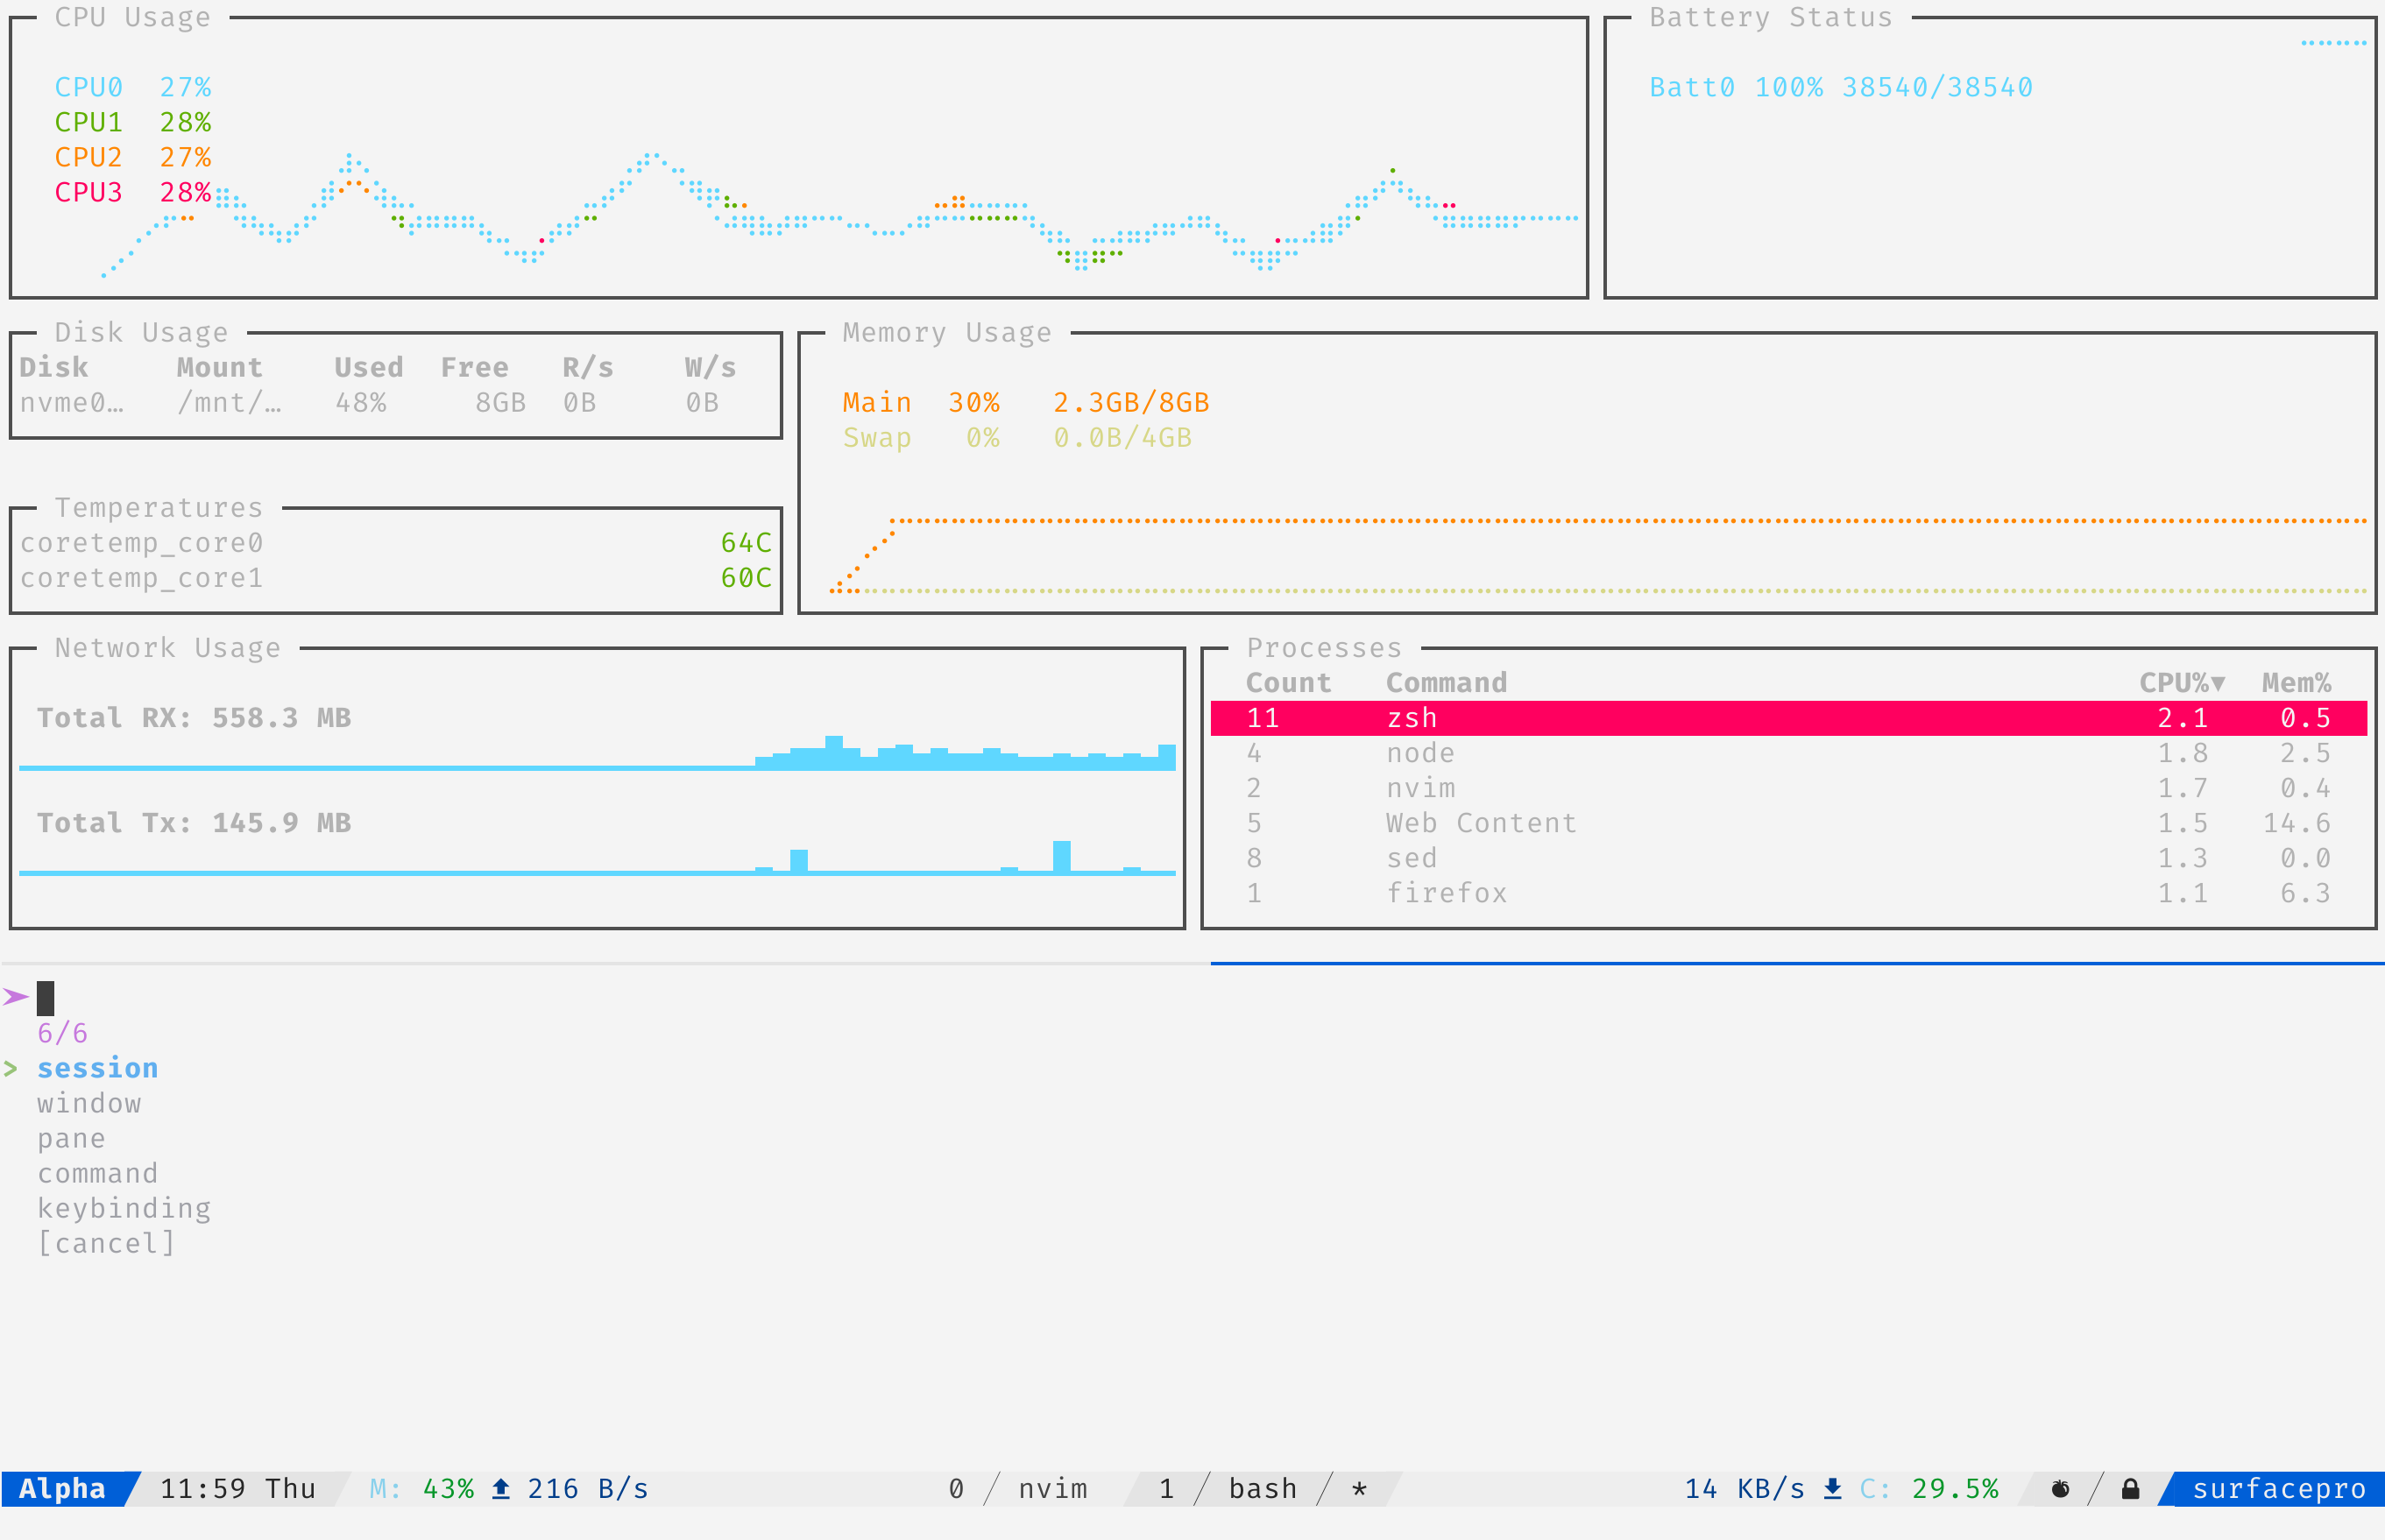 CPU Usage
CPU0 27%
CPU1 28%
CPU2 27%
CPU3 28%
Battery Status
Batt0 100% 38540/38540
Disk Usage
Disk Mount Used Free R/s W/s
nvme0… /mnt/… 48% 8GB 0B 0B
Memory Usage
Main 30% 2.3GB/8GB
Swap 0% 0.0B/4GB
Temperatures
coretemp_core0 64C
coretemp_core1 60C
Network Usage
Total RX: 558.3 MB
Total Tx: 145.9 MB
Processes
Count Command CPU%▼ Mem%
11 zsh 2.1 0.5
4 node 1.8 2.5
2 nvim 1.7 0.4
5 Web Content 1.5 14.6
8 sed 1.3 0.0
1 firefox 1.1 6.3
➤
6/6
> session
window
pane
command
keybinding
[cancel]
Alpha 11:59 Thu M: 43% 216 B/s 0 nvim 1 bash * 14 KB/s C: 29.5% surfacepro